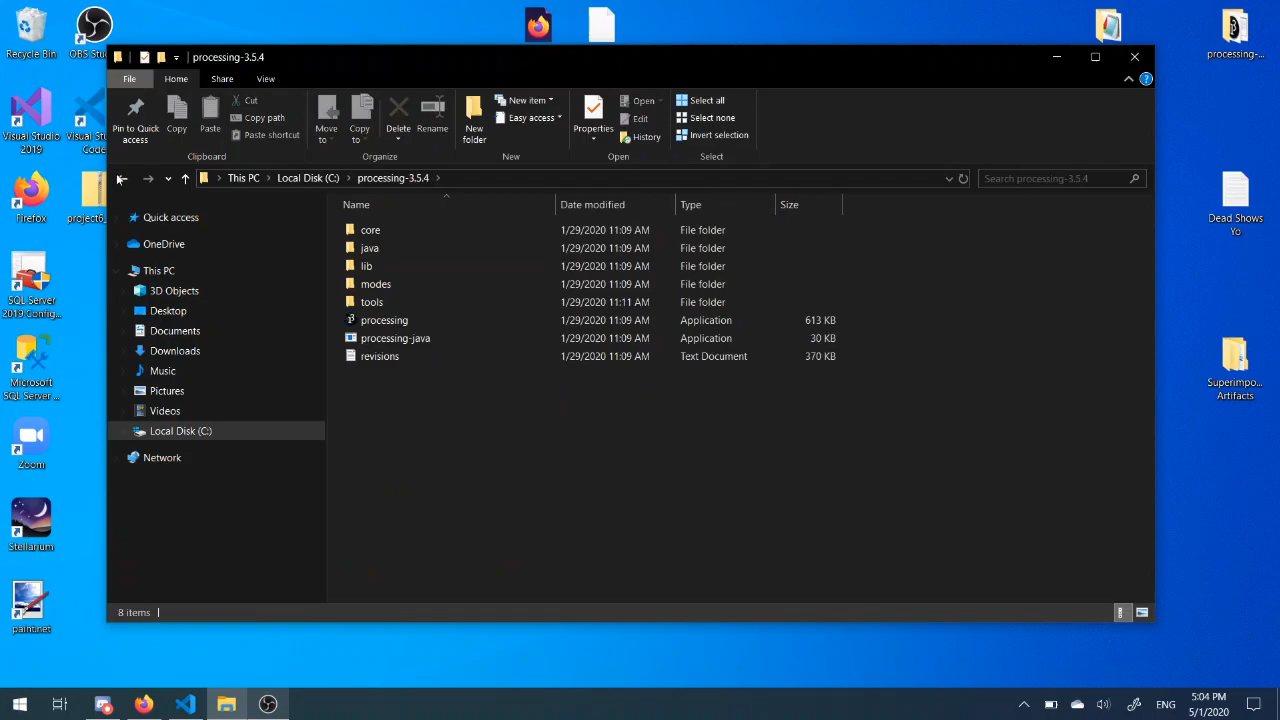 Recycle Bin
OBS Stu
processing-...
processing-3.5.4
File Home Share View
Pin to Quick access
Copy
Paste
Cut
Copy path
Paste shortcut
Clipboard
Move to
Copy to
Delete
Rename
Organize
New folder
New item
Easy access
New
Properties
Open
Edit
History
Open
Select all
Select none
Invert selection
Select
This PC > Local Disk (C:) > processing-3.5.4 >
Search processing-3.5.4
Name Date modified Type Size
core 1/29/2020 11:09 AM File folder
java 1/29/2020 11:09 AM File folder
lib 1/29/2020 11:09 AM File folder
modes 1/29/2020 11:09 AM File folder
tools 1/29/2020 11:11 AM File folder
processing 1/29/2020 11:09 AM Application 613 KB
processing-java 1/29/2020 11:09 AM Application 30 KB
revisions 1/29/2020 11:09 AM Text Document 370 KB
Quick access
OneDrive
This PC
3D Objects
Desktop
Documents
Downloads
Music
Pictures
Videos
Local Disk (C:)
Network
8 items
Visual Studio 2019
Visual Stu Code
Firefox
project6_
SQL Server 2019 Config...
Microsoft SQL Server ...
Zoom
Stellarium
paint.net
Dead Shows Yo
Superimpo... Artifacts
ENG
5:04 PM
5/1/2020